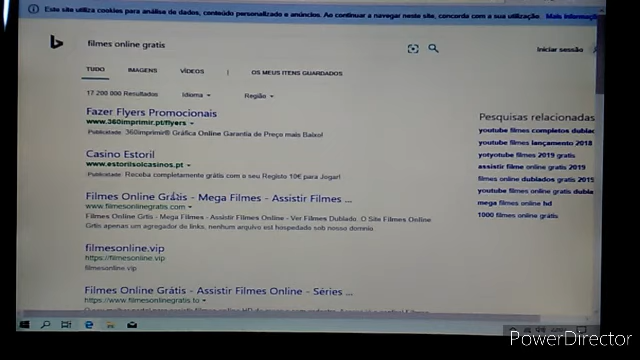 Este site utiliza cookies para análise de dados, conteúdo personalizado e anúncios. Ao continuar a navegar neste site, concorda com a sua utilização Mais Informaçõ
filmes online gratis
Iniciar sessão
TUDO IMAGENS VÍDEOS | OS MEUS ITENS GUARDADOS
17 200 000 Resultados Idioma Região
Fazer Flyers Promocionais
www.360imprimir.pt/flyers
Publicidade 360imprimir® Gráfica Online Garantia de Preço mais Baixo!
Casino Estoril
www.estorilsolcasinos.pt
Publicidade Receba completamente grátis com o seu Registo 10€ para Jogar!
Filmes Online Grátis - Mega Filmes - Assistir Filmes ...
www.filmesonlinegratis.com
Filmes Online Grtis - Mega Filmes - Assistir Filmes Online - Ver Filmes Dublado. O Site Filmes Online
Grtis apenas um agregador de links, nenhum arquivo est hospedado sob nosso domnio
filmesonline.vip
https://filmesonline.vip
filmesonline.vip
Filmes Online Grátis - Assistir Filmes Online - Séries ...
https://www.filmesonlinegratis.to
Pesquisas relacionadas
youtube filmes completos dublac
youtube filmes lançamento 2018
yotyoutube filmes 2019 gratis
assistir filme online gratis 2019
filmes online dublados 2015
youtube filmes online gratis dubla
mega filmes online hd
1000 filmes online grátis
PowerDirector